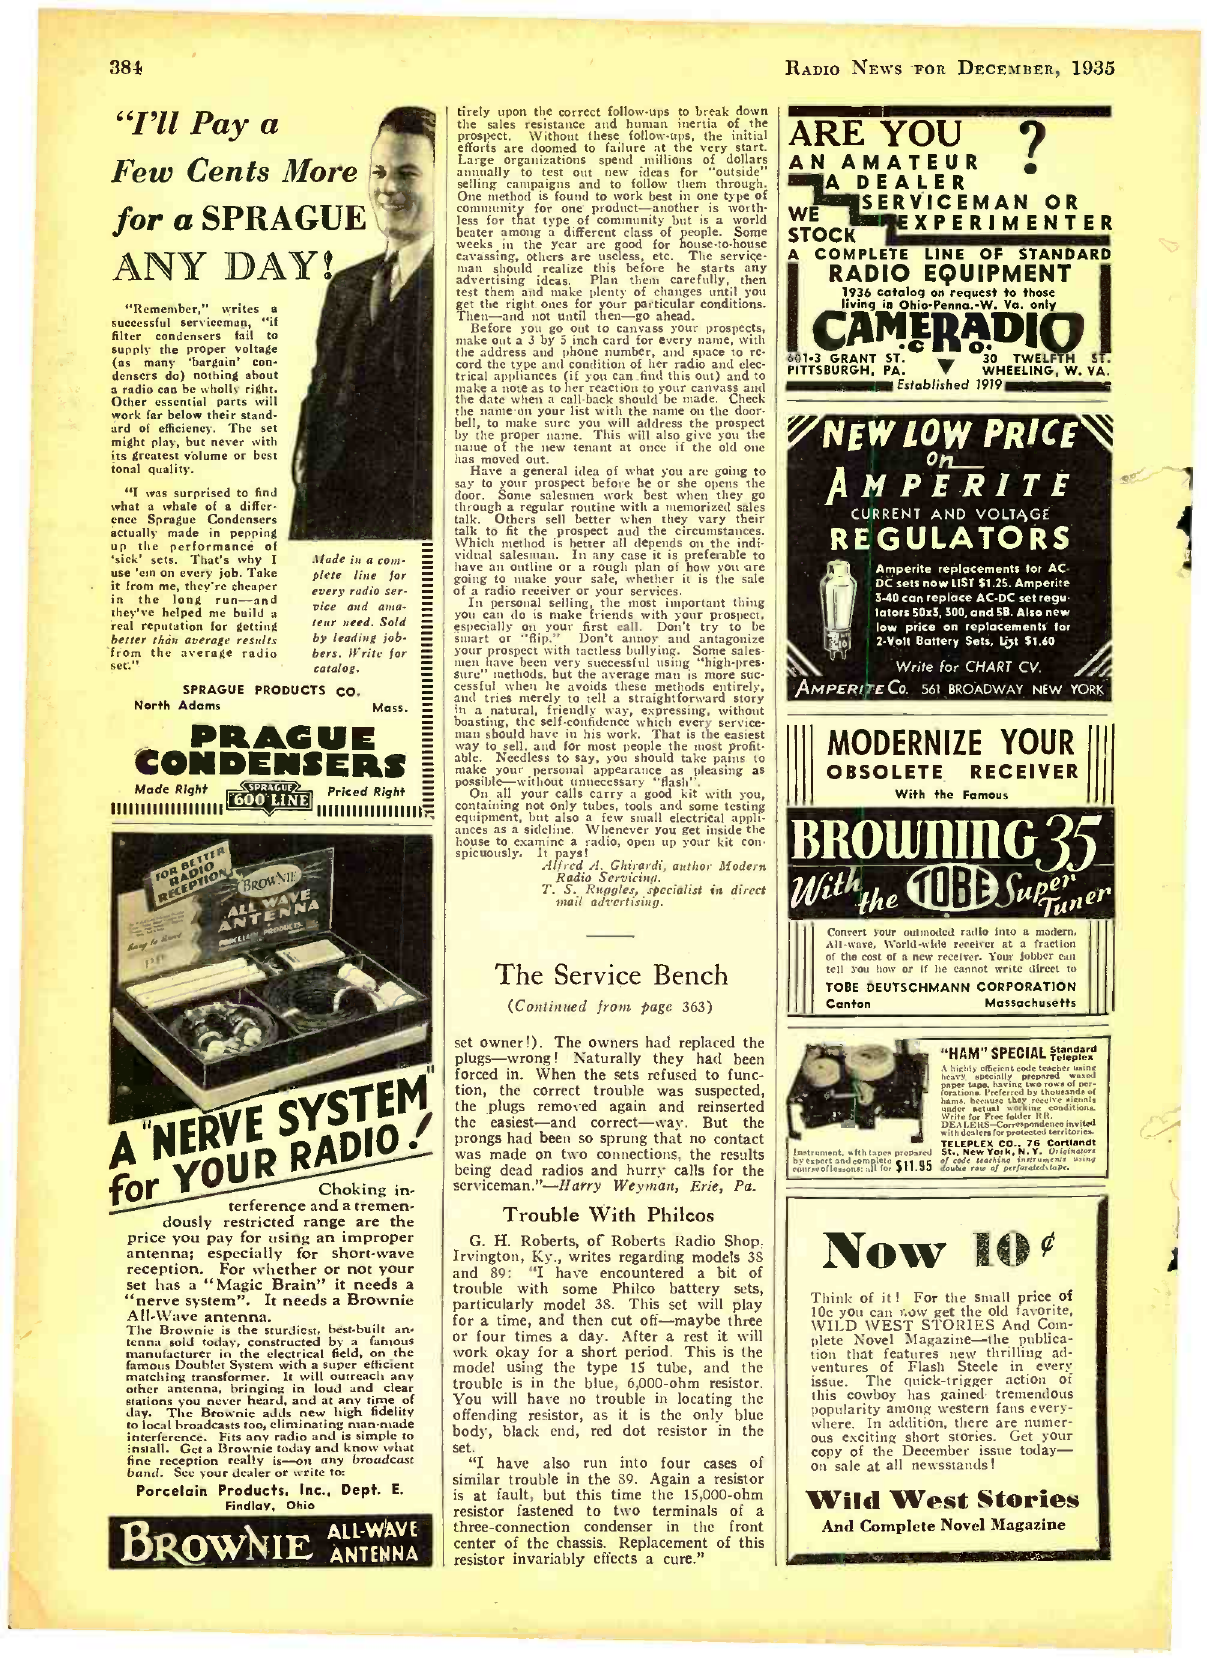 384
RADIO NEWS FOR DECEMBER, 1935
"I'll Pay a
Few Cents More
for a SPRAGUE
ANY DAY!
"Remember," writes a
successful serviceman, "if
filter condensers fail to
supply the proper voltage
(as many 'bargain' con-
densers do) nothing about
a radio can be wholly right.
Other essential parts will
work far below their stand-
ard of efficiency. The set
might play, but never with
its greatest volume or best
tonal quality.
"I was surprised to find
what a whale of a differ-
ence Sprague Condensers
actually made in pepping
up the performance of
'sick' sets. That's why I
use 'em on every job. Take
it from me, they're cheaper
in the long run—and
they've helped me build a
real reputation for getting
better than average results
from the average radio
set."
Made in a com-
plete line for
every radio ser-
vice and ama-
teur need. Sold
by leading job-
bers. Write for
catalog.
SPRAGUE PRODUCTS CO.
North Adams Mass.
PRAGUE
CONDENSERS
Made Right SPRAGUE 600 LINE Priced Right
FOR BETTER
RADIO
RECEPTION
BROWNIE
ALL WAVE
ANTENNA
PORCELAIN PRODUCTS, INC.
A "NERVE SYSTEM"
for YOUR RADIO!
Choking in-
terference and a tremen-
dously restricted range are the
price you pay for using an improper
antenna; especially for short-wave
reception. For whether or not your
set has a "Magic Brain" it needs a
"nerve system". It needs a Brownie
All-Wave antenna.
The Brownie is the sturdiest, best-built an-
tenna sold today, constructed by a famous
manufacturer in the electrical field, on the
famous Doublet System with a super efficient
matching transformer. It will outreach any
other antenna, bringing in loud and clear
stations you never heard, and at any time of
day. The Brownie adds new high fidelity
to local broadcasts too, eliminating man-made
interference. Fits any radio and is simple to
install. Get a Brownie today and know what
fine reception really is—on any broadcast
band. See your dealer or write to:
Porcelain Products, Inc., Dept. E.
Findlay, Ohio
BROWNIE ALL-WAVE
ANTENNA
tirely upon the correct follow-ups to break down
the sales resistance and human inertia of the
prospect. Without these follow-ups, the initial
efforts are doomed to failure at the very start.
Large organizations spend millions of dollars
annually to test out new ideas for "outside"
selling campaigns and to follow them through.
One method is found to work best in one type of
community for one product—another is worth-
less for that type of community but is a world
beater among a different class of people. Some
weeks in the year are good for house-to-house
cavassing, others are useless, etc. The service-
man should realize this before he starts any
advertising ideas. Plan them carefully, then
test them and make plenty of changes until you
get the right ones for your particular conditions.
Then—and not until then—go ahead.
Before you go out to canvass your prospects,
make out a 3 by 5 inch card for every name, with
the address and phone number, and space to re-
cord the type and condition of her radio and elec-
trical appliances (if you can find this out) and to
make a note as to her reaction to your canvass and
the date when a call-back should be made. Check
the name on your list with the name on the door-
bell, to make sure you will address the prospect
by the proper name. This will also give you the
name of the new tenant at once if the old one
has moved out.
Have a general idea of what you are going to
say to your prospect before he or she opens the
door. Some salesmen work best when they go
through a regular routine with a memorized sales
talk. Others sell better when they vary their
talk to fit the prospect and the circumstances.
Which method is better all depends on the indi-
vidual salesman. In any case it is preferable to
have an outline or a rough plan of how you are
going to make your sale, whether it is the sale
of a radio receiver or your services.
In personal selling, the most important thing
you can do is make friends with your prospect,
especially on your first call. Don't try to be
smart or "flip." Don't annoy and antagonize
your prospect with tactless bullying. Some sales-
men have been very successful using "high-pres-
sure" methods, but the average man is more suc-
cessful when he avoids these methods entirely,
and tries merely to tell a straightforward story
in a natural, friendly way, expressing, without
boasting, the self-confidence which every service-
man should have in his work. That is the easiest
way to sell, and for most people the most profit-
able. Needless to say, you should take pains to
make your personal appearance as pleasing as
possible—without unnecessary "flash".
On all your calls carry a good kit with you,
containing not only tubes, tools and some testing
equipment, but also a few small electrical appli-
ances as a sideline. Whenever you get inside the
house to examine a radio, open up your kit con-
spicuously. It pays!
Alfred A. Ghirardi, author Modern
Radio Servicing.
T. S. Ruggles, specialist in direct
mail advertising.
The Service Bench
(Continued from page 363)
set owner!). The owners had replaced the
plugs—wrong! Naturally they had been
forced in. When the sets refused to func-
tion, the correct trouble was suspected,
the plugs removed again and reinserted
the easiest—and correct—way. But the
prongs had been so sprung that no contact
was made on two connections, the results
being dead radios and hurry calls for the
serviceman."—Harry Weyman, Erie, Pa.
Trouble With Philcos
G. H. Roberts, of Roberts Radio Shop.
Irvington, Ky., writes regarding models 38
and 89: "I have encountered a bit of
trouble with some Philco battery sets,
particularly model 38. This set will play
for a time, and then cut off—maybe three
or four times a day. After a rest it will
work okay for a short period. This is the
model using the type 15 tube, and the
trouble is in the blue, 6,000-ohm resistor.
You will have no trouble in locating the
offending resistor, as it is the only blue
body, black end, red dot resistor in the
set.
"I have also run into four cases of
similar trouble in the 89. Again a resistor
is at fault, but this time the 15,000-ohm
resistor fastened to two terminals of a
three-connection condenser in the front
center of the chassis. Replacement of this
resistor invariably effects a cure."
ARE YOU ?
AN AMATEUR
A DEALER
SERVICEMAN OR
EXPERIMENTER
WE
STOCK
A COMPLETE LINE OF STANDARD
RADIO EQUIPMENT
1936 catalog on request to those
living in Ohio-Penna.-W. Va. only
CAMERADIO
CO.
601-3 GRANT ST. 30 TWELFTH ST.
PITTSBURGH, PA. WHEELING, W. VA.
Established 1919
NEW LOW PRICE
on
AMPERITE
CURRENT AND VOLTAGE
REGULATORS
Amperite replacements for AC-
DC sets now LIST $1.25. Amperite
3-40 can replace AC-DC set regu-
lators 50x3, 300, and 5B. Also new
low price on replacements for
2-Volt Battery Sets, List $1.60
Write for CHART CV.
AMPERITE CO. 561 BROADWAY NEW YORK
MODERNIZE YOUR
OBSOLETE RECEIVER
With the Famous
BROWNING 35
With the TOBE Super Tuner
Convert your outmoded radio into a modern,
All-wave, World-wide receiver at a fraction
of the cost of a new receiver. Your jobber can
tell you how or if he cannot write direct to
TOBE DEUTSCHMANN CORPORATION
Canton Massachusetts
"HAM" SPECIAL Standard Teleplex
A highly efficient code teacher using
heavy specially prepared waxed
paper tape, having two rows of per-
forations. Preferred by thousands of
hams, because they receive signals
under actual working conditions.
Write for Free folder R.R.
DEALERS—Correspondence invited
with dealers for protected territories.
TELEPLEX CO., 76 Cortlandt
St., New York, N. Y. Originators
of code teaching instruments using
double row of perforated tape.
Instrument, with tapes prepared
by expert and complete
course of lessons; all for $11.95
Now 10¢
Think of it! For the small price of
10c you can now get the old favorite,
WILD WEST STORIES And Com-
plete Novel Magazine—the publica-
tion that features new thrilling ad-
ventures of Flash Steele in every
issue. The quick-trigger action of
this cowboy has gained tremendous
popularity among western fans every-
where. In addition, there are numer-
ous exciting short stories. Get your
copy of the December issue today—
on sale at all newsstands!
Wild West Stories
And Complete Novel Magazine